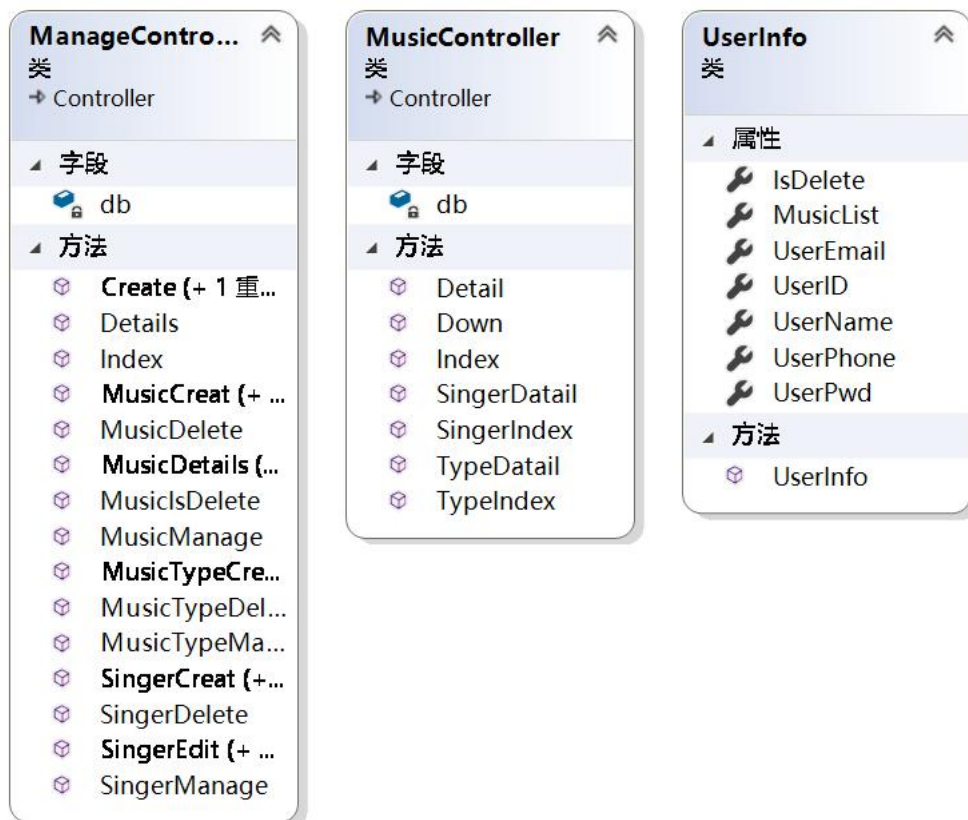 ManageContro...
类
Controller
字段
db
方法
Create (+ 1 重...
Details
Index
MusicCreat (+ ...
MusicDelete
MusicDetails (...
MusicIsDelete
MusicManage
MusicTypeCre...
MusicTypeDel...
MusicTypeMa...
SingerCreat (+...
SingerDelete
SingerEdit (+ ...
SingerManage
MusicController
类
Controller
字段
db
方法
Detail
Down
Index
SingerDatail
SingerIndex
TypeDatail
TypeIndex
UserInfo
类
属性
IsDelete
MusicList
UserEmail
UserID
UserName
UserPhone
UserPwd
方法
UserInfo